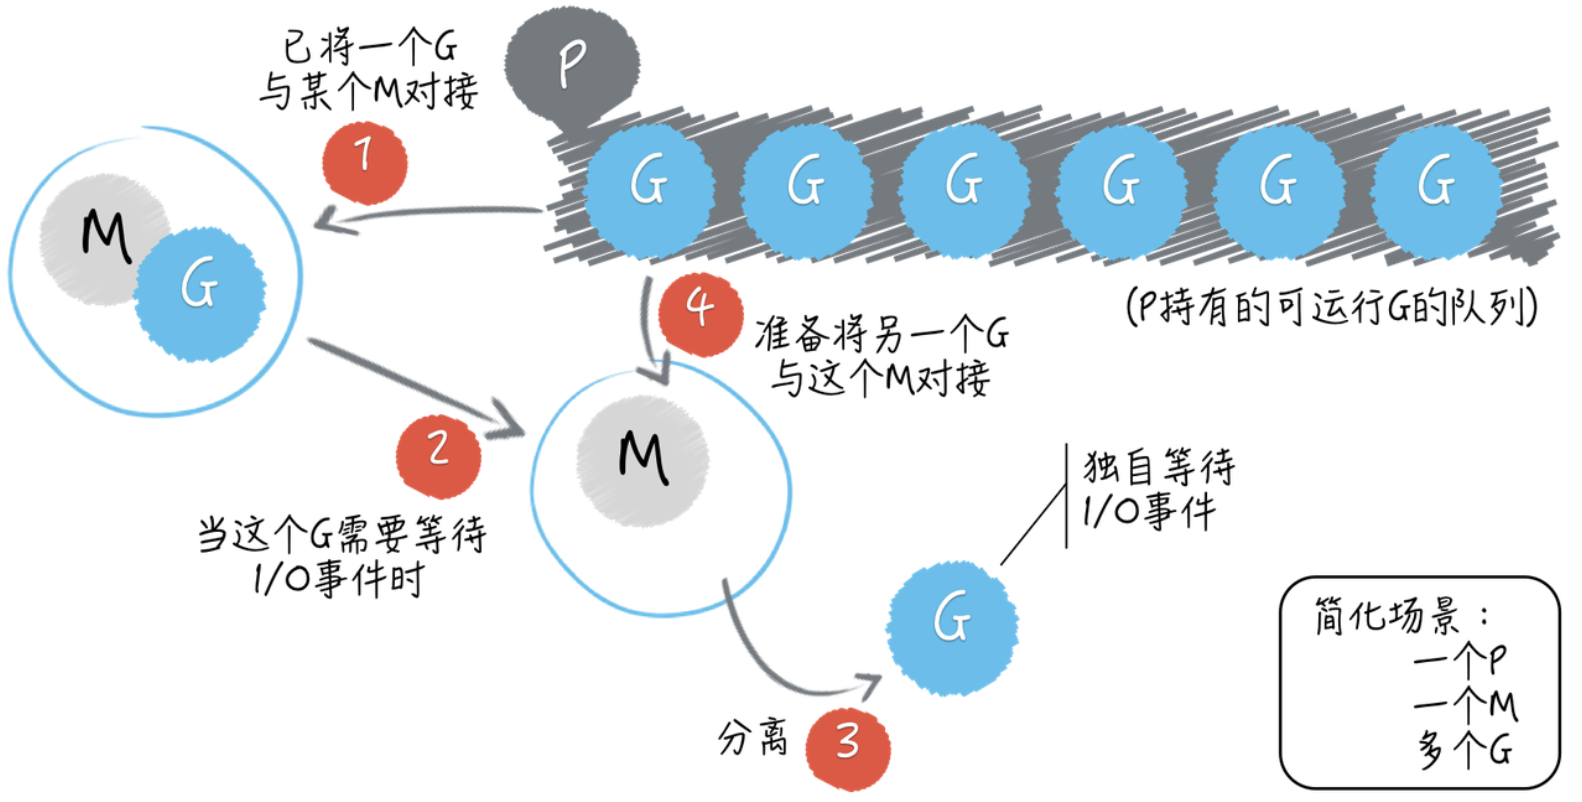 已将一个G
与某个M对接
P
1
G G G G G G
M
G
(P持有的可运行G的队列)
4
准备将另一个G
与这个M对接
2
M
当这个G需要等待
I/O事件时
独自等待
I/O事件
G
分离
3
简化场景：
一个P
一个M
多个G